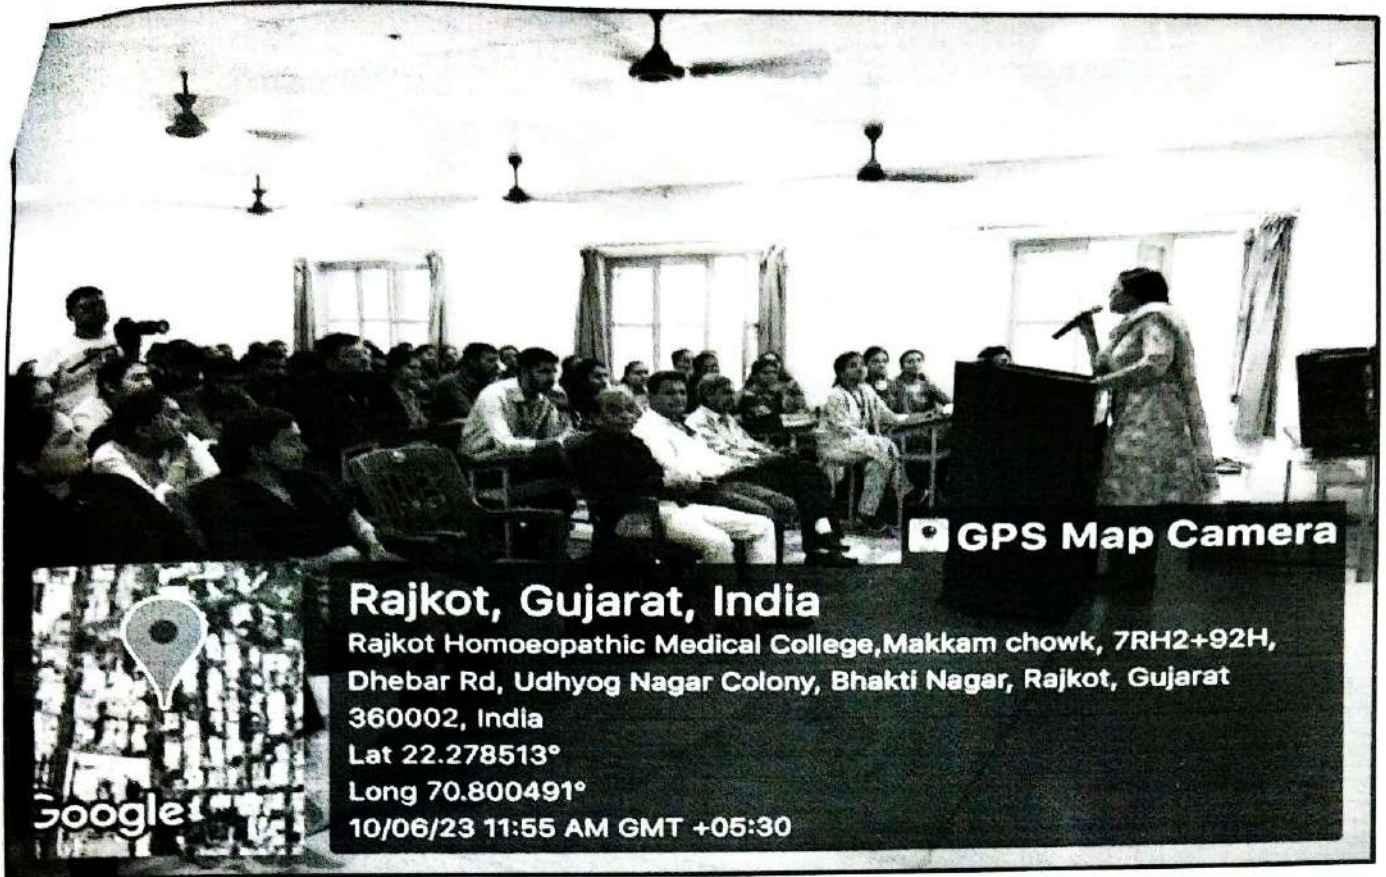 GPS Map Camera
Rajkot, Gujarat, India
Rajkot Homoeopathic Medical College,Makkam chowk, 7RH2+92H,
Dhebar Rd, Udhyog Nagar Colony, Bhakti Nagar, Rajkot, Gujarat
360002, India
Lat 22.278513°
Long 70.800491°
10/06/23 11:55 AM GMT +05:30
Google